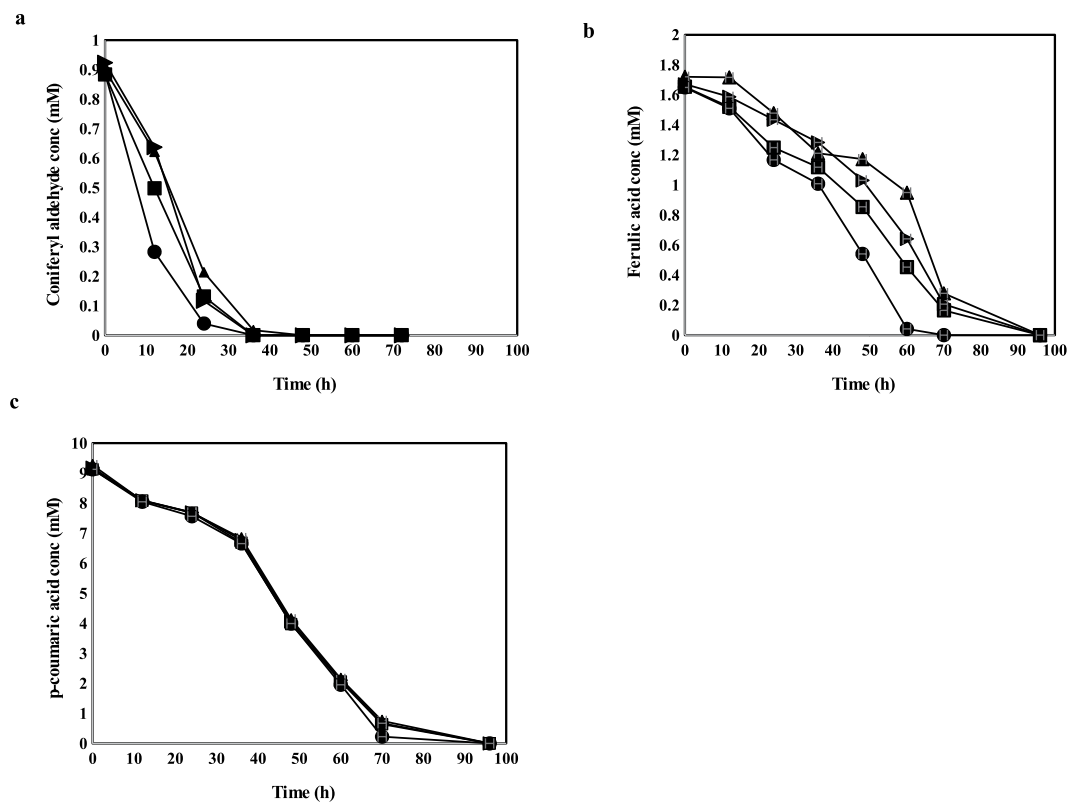 a
1
0.9
0.8
0.7
0.6
0.5
0.4
0.3
0.2
0.1
0
Coniferyl aldehyde conc (mM)
0 10 20 30 40 50 60 70 80 90 100
Time (h)
b
2
1.8
1.6
1.4
1.2
1
0.8
0.6
0.4
0.2
0
Ferulic acid conc (mM)
0 10 20 30 40 50 60 70 80 90 100
Time (h)
c
10
9
8
7
6
5
4
3
2
1
0
p-coumaric acid conc (mM)
0 10 20 30 40 50 60 70 80 90 100
Time (h)